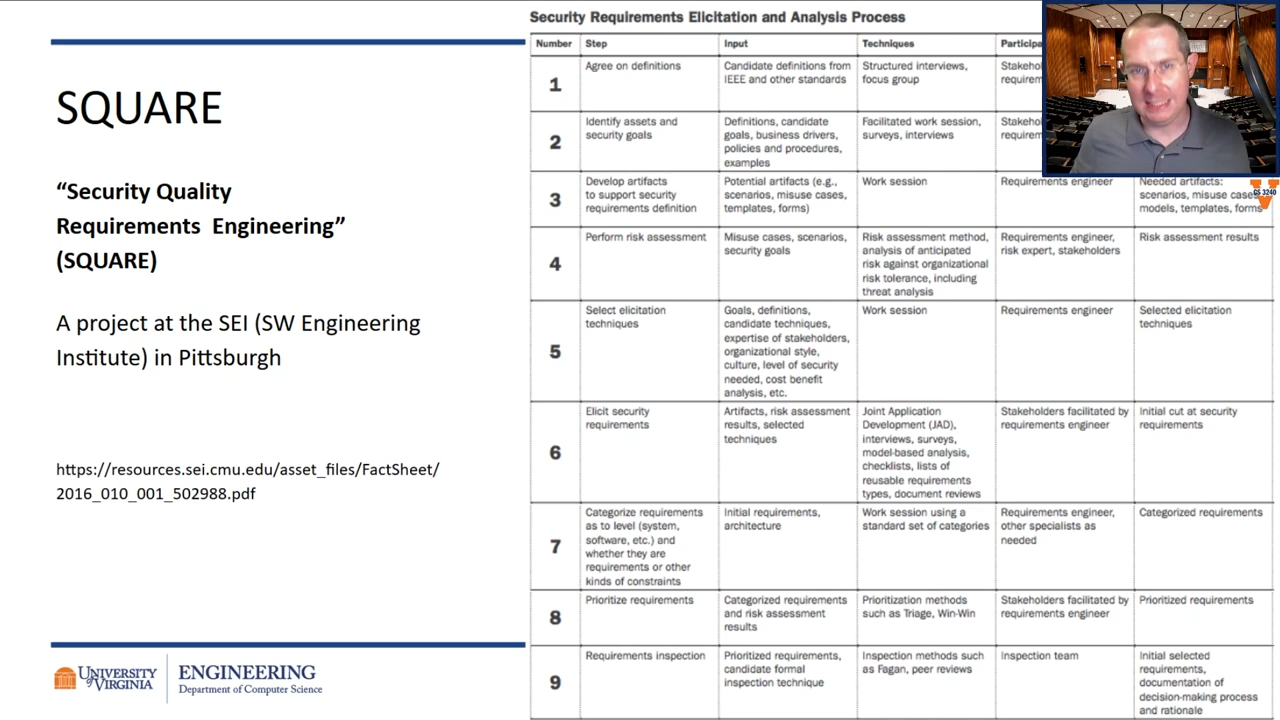 SQUARE
“Security Quality
Requirements Engineering”
(SQUARE)
A project at the SEI (SW Engineering
Institute) in Pittsburgh
https://resources.sei.cmu.edu/asset_files/FactSheet/
2016_010_001_502988.pdf
UNIVERSITY
of VIRGINIA
ENGINEERING
Department of Computer Science
Security Requirements Elicitation and Analysis Process
Number Step Input Techniques
1
Agree on definitions
Candidate definitions from
IEEE and other standards
Structured interviews,
focus group
2
Identify assets and
security goals
Definitions, candidate
goals, business drivers,
policies and procedures,
examples
Facilitated work session,
surveys, interviews
3
Develop artifacts
to support security
requirements definition
Potential artifacts (e.g.,
scenarios, misuse cases,
templates, forms)
Work session
Requirements engineer
Needed artifacts:
scenarios, misuse cases
models, templates, forms
CS 3240
4
Perform risk assessment
Misuse cases, scenarios,
security goals
Risk assessment method,
analysis of anticipated
risk against organizational
risk tolerance, including
threat analysis
Requirements engineer,
risk expert, stakeholders
Risk assessment results
5
Select elicitation
techniques
Goals, definitions,
candidate techniques,
expertise of stakeholders,
organizational style,
culture, level of security
needed, cost benefit
analysis, etc.
Work session
Requirements engineer
Selected elicitation
techniques
6
Elicit security
requirements
Artifacts, risk assessment
results, selected
techniques
Joint Application
Development (JAD),
interviews, surveys,
model-based analysis,
checklists, lists of
reusable requirements
types, document reviews
Stakeholders facilitated by
requirements engineer
Initial cut at security
requirements
7
Categorize requirements
as to level (system,
software, etc.) and
whether they are
requirements or other
kinds of constraints
Initial requirements,
architecture
Work session using a
standard set of categories
Requirements engineer,
other specialists as
needed
Categorized requirements
8
Prioritize requirements
Categorized requirements
and risk assessment
results
Prioritization methods
such as Triage, Win-Win
Stakeholders facilitated by
requirements engineer
Prioritized requirements
9
Requirements inspection
Prioritized requirements,
candidate formal
inspection technique
Inspection methods such
as Fagan, peer reviews
Inspection team
Initial selected
requirements,
documentation of
decision-making process
and rationale